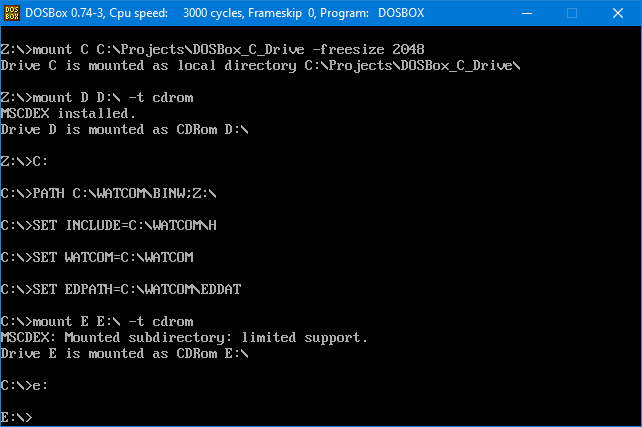 DOS
BOX
DOSBox 0.74-3, Cpu speed:    3000 cycles, Frameskip  0, Program:   DOSBOX
Z:\>mount C C:\Projects\DOSBox_C_Drive -freesize 2048
Drive C is mounted as local directory C:\Projects\DOSBox_C_Drive\
Z:\>mount D D:\ -t cdrom
MSCDEX installed.
Drive D is mounted as CDRom D:\
Z:\>C:
C:\>PATH C:\WATCOM\BINW;Z:\
C:\>SET INCLUDE=C:\WATCOM\H
C:\>SET WATCOM=C:\WATCOM
C:\>SET EDPATH=C:\WATCOM\EDDAT
C:\>mount E E:\ -t cdrom
MSCDEX: Mounted subdirectory: limited support.
Drive E is mounted as CDRom E:\
C:\>e:
E:\>